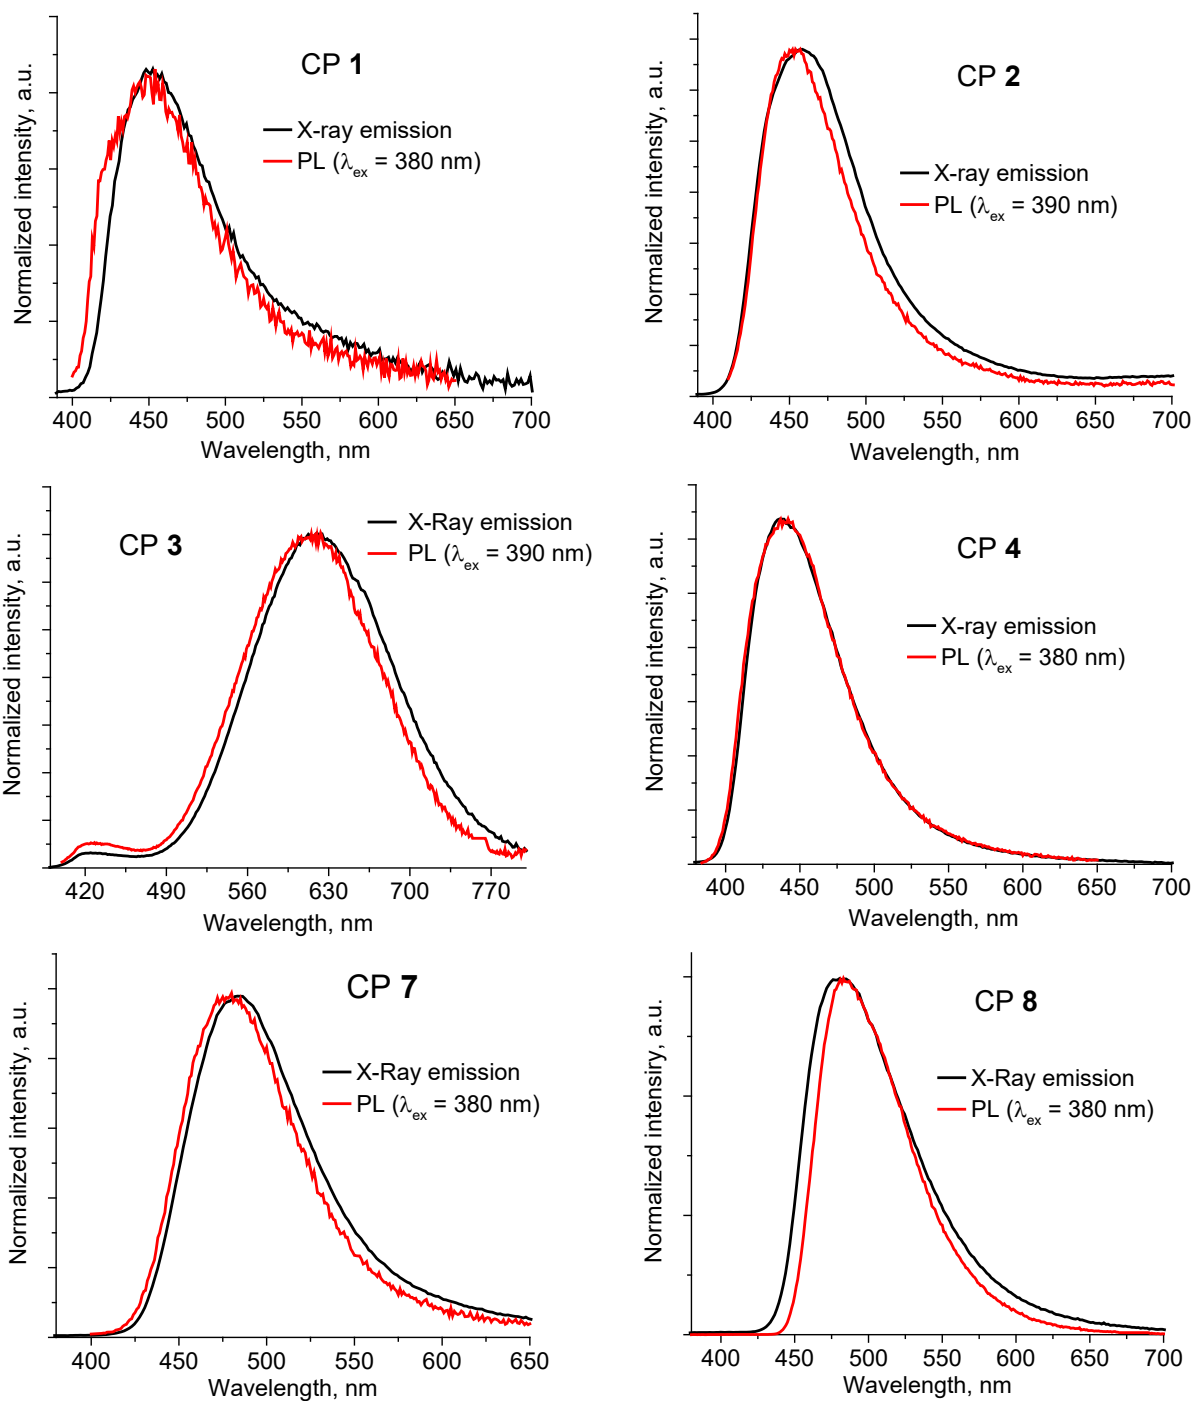 CP 1
X-ray emission
PL (λex = 380 nm)
Normalized intensity, a.u.
400 450 500 550 600 650 700
Wavelength, nm
CP 2
X-ray emission
PL (λex = 390 nm)
Normalized intensity, a.u.
400 450 500 550 600 650 700
Wavelength, nm
CP 3
X-Ray emission
PL (λex = 390 nm)
Normalized intensity, a.u.
420 490 560 630 700 770
Wavelength, nm
CP 4
X-ray emission
PL (λex = 380 nm)
Normalized intensity, a.u.
400 450 500 550 600 650 700
Wavelength, nm
CP 7
X-Ray emission
PL (λex = 380 nm)
Normalized intensity, a.u.
400 450 500 550 600 650
Wavelength, nm
CP 8
X-Ray emission
PL (λex = 380 nm)
Normalized intensiry, a.u.
400 450 500 550 600 650 700
Wavelength, nm